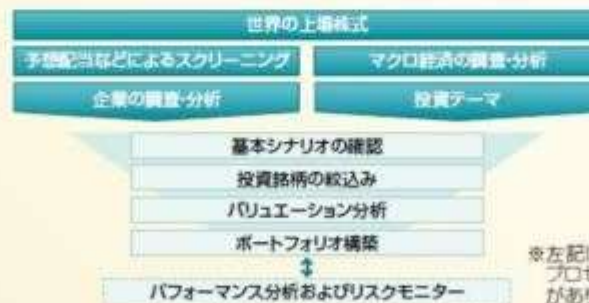 世界の上場株式
予想配当などによるスクリーニング
マクロ経済の調査・分析
企業の調査・分析
投資テーマ
基本シナリオの確認
投資銘柄の絞込み
バリュエーション分析
ポートフォリオ構築
パフォーマンス分析およびリスクモニター
※左記
プロセ
があり